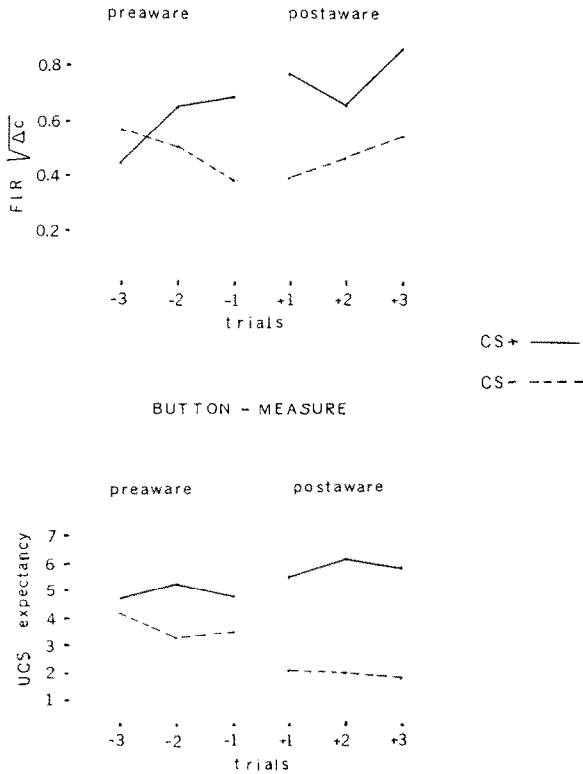 preaware postaware
0.8
0.6
0.4
0.2
FIR √Δc
-3 -2 -1 +1 +2 +3
trials
CS+
CS-
BUTTON - MEASURE
preaware postaware
7
6
5
4
3
2
1
UCS expectancy
-3 -2 -1 +1 +2 +3
trials